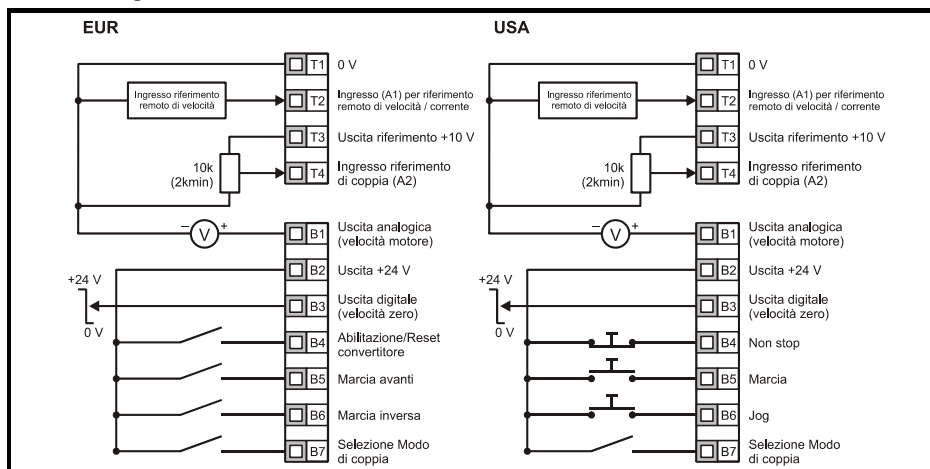 EUR
T1 0 V
Ingresso riferimento
remoto di velocità
T2 Ingresso (A1) per riferimento
remoto di velocità / corrente
T3 Uscita riferimento +10 V
10k
(2kmin)
T4 Ingresso riferimento
di coppia (A2)
– V +
B1 Uscita analogica
(velocità motore)
B2 Uscita +24 V
+24 V
0 V
B3 Uscita digitale
(velocità zero)
B4 Abilitazione/Reset
convertitore
B5 Marcia avanti
B6 Marcia inversa
B7 Selezione Modo
di coppia
USA
T1 0 V
Ingresso riferimento
remoto di velocità
T2 Ingresso (A1) per riferimento
remoto di velocità / corrente
T3 Uscita riferimento +10 V
10k
(2kmin)
T4 Ingresso riferimento
di coppia (A2)
– V +
B1 Uscita analogica
(velocità motore)
B2 Uscita +24 V
+24 V
0 V
B3 Uscita digitale
(velocità zero)
B4 Non stop
B5 Marcia
B6 Jog
B7 Selezione Modo
di coppia